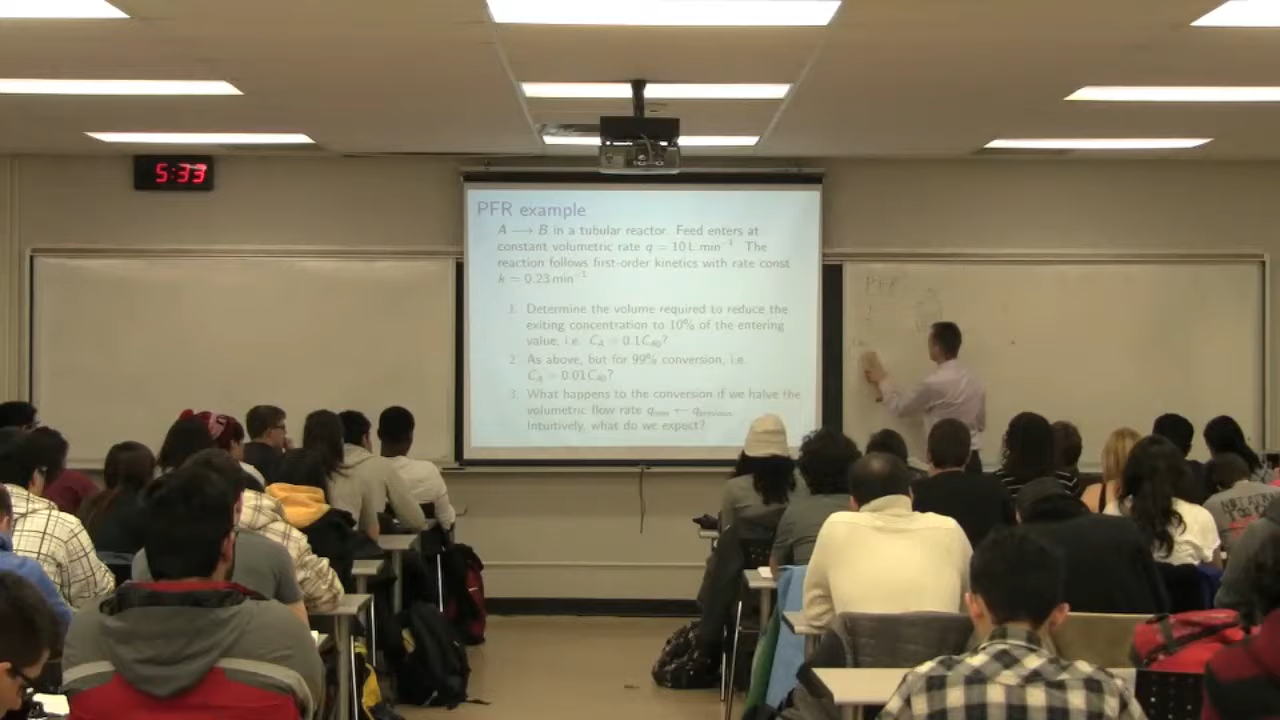 5:33
PFR example
A → B in a tubular reactor. Feed enters at
constant volumetric rate q = 10 L.min⁻¹. The
reaction follows first-order kinetics with rate const
k = 0.23 min⁻¹
1. Determine the volume required to reduce the
exiting concentration to 10% of the entering
value, i.e. C_A = 0.1C_A0?
2. As above, but for 99% conversion, i.e.
C_A = 0.01C_A0?
3. What happens to the conversion if we halve the
volumetric flow rate q_new ← q_previous.
Intuitively, what do we expect?
PFR